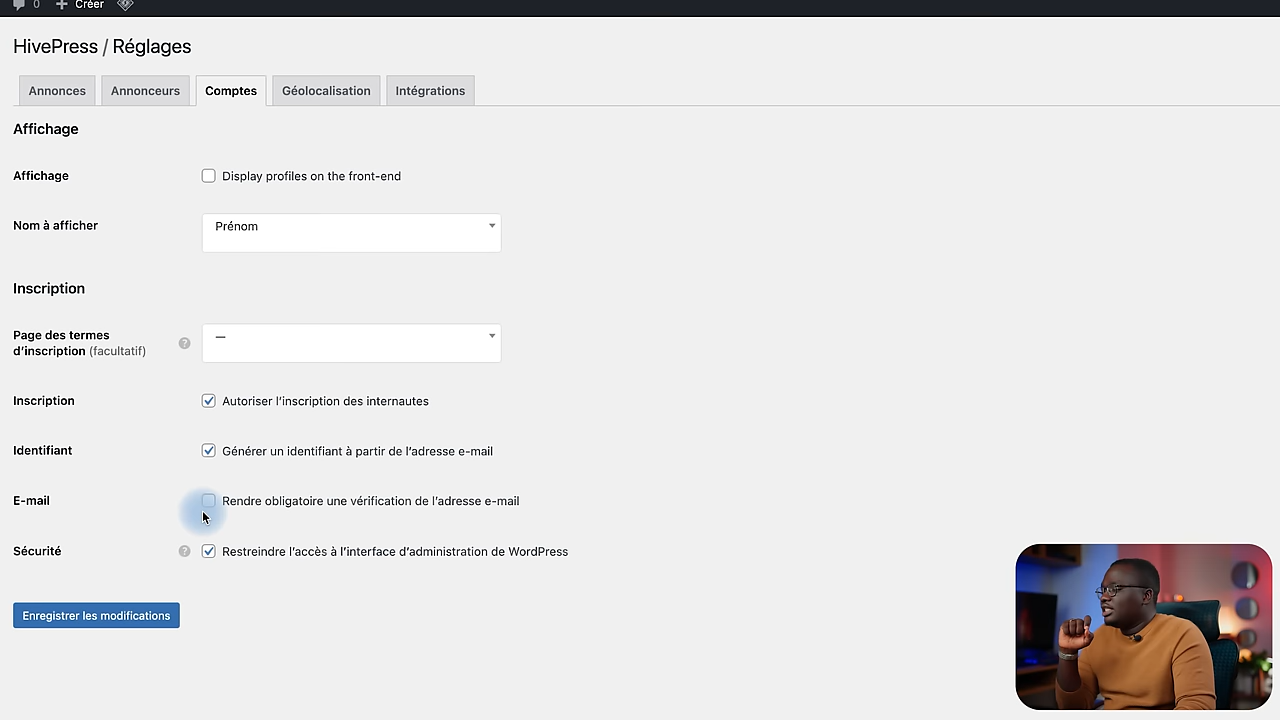 0 Créer
HivePress / Réglages
Annonces Annonceurs Comptes Géolocalisation Intégrations
Affichage
Affichage Display profiles on the front-end
Nom à afficher Prénom
Inscription
Page des termes
d'inscription (facultatif) ? —
Inscription Autoriser l'inscription des internautes
Identifiant Générer un identifiant à partir de l'adresse e-mail
E-mail Rendre obligatoire une vérification de l'adresse e-mail
Sécurité ? Restreindre l'accès à l'interface d'administration de WordPress
Enregistrer les modifications